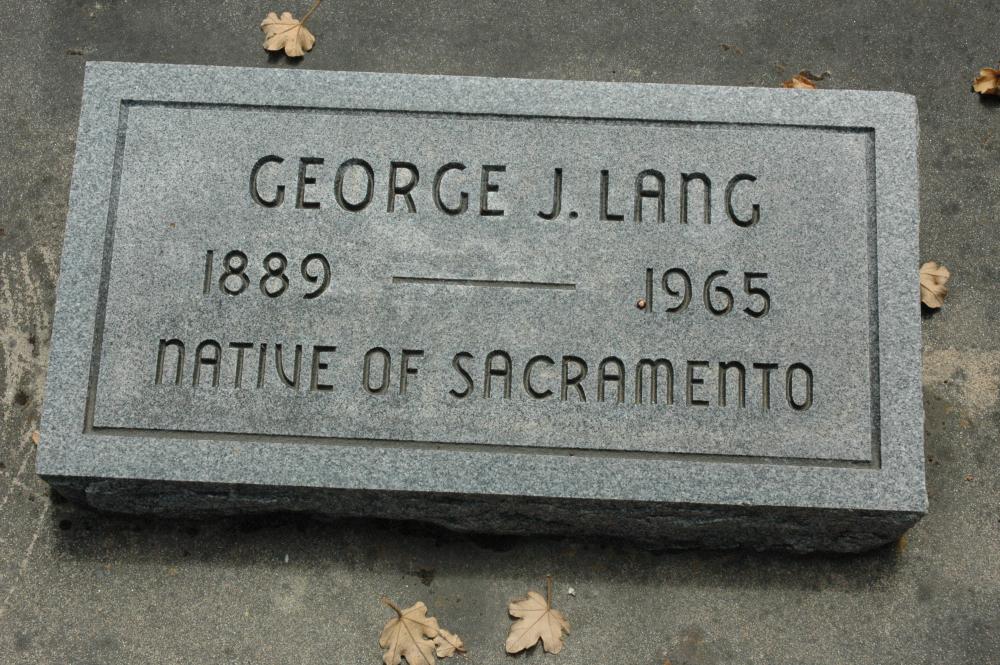 GEORGE J. LANG
1889 — 1965
NATIVE OF SACRAMENTO